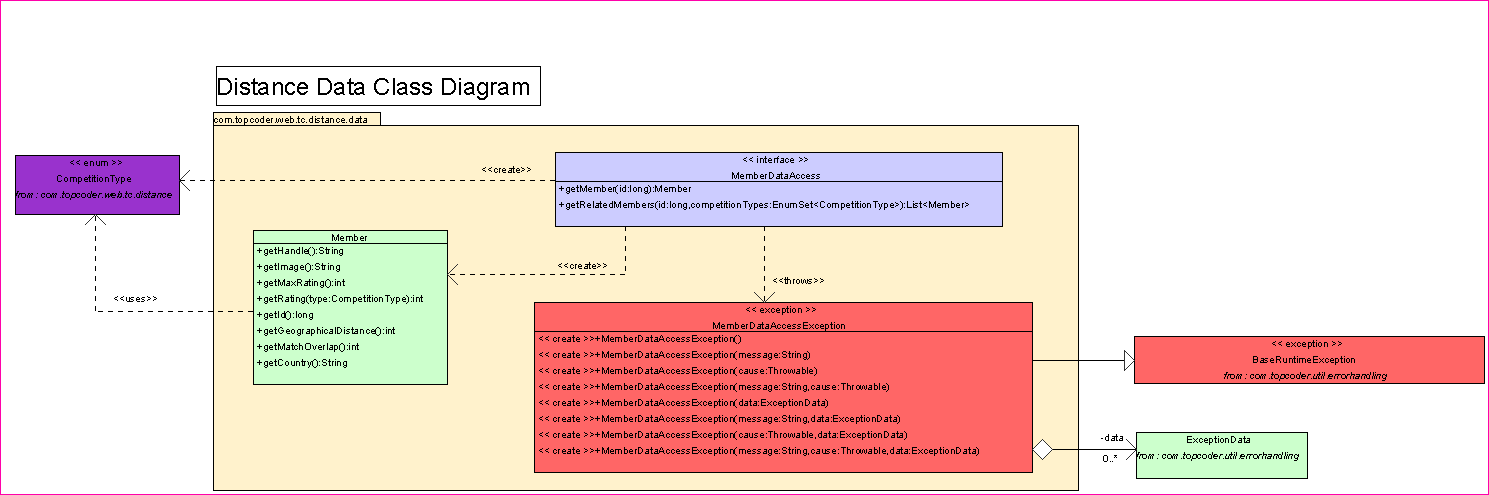 Distance Data Class Diagram
com.topcoder.web.tc.distance.data
<< enum >>
CompetitionType
from : com.topcoder.web.tc.distance
<<create>>
<< interface >>
MemberDataAccess
+getMember(id:long):Member
+getRelatedMembers(id:long,competitionTypes:EnumSet<CompetitionType>):List<Member>
Member
+getHandle():String
+getImage():String
+getMaxRating():int
+getRating(type:CompetitionType):int
+getId():long
+getGeographicalDistance():int
+getMatchOverlap():int
+getCountry():String
<<uses>>
<<create>>
<<throws>>
<< exception >>
MemberDataAccessException
<< create >>+MemberDataAccessException()
<< create >>+MemberDataAccessException(message:String)
<< create >>+MemberDataAccessException(cause:Throwable)
<< create >>+MemberDataAccessException(message:String,cause:Throwable)
<< create >>+MemberDataAccessException(data:ExceptionData)
<< create >>+MemberDataAccessException(message:String,data:ExceptionData)
<< create >>+MemberDataAccessException(cause:Throwable,data:ExceptionData)
<< create >>+MemberDataAccessException(message:String,cause:Throwable,data:ExceptionData)
<< exception >>
BaseRuntimeException
from : com.topcoder.util.errorhandling
-data
0..*
ExceptionData
from : com.topcoder.util.errorhandling